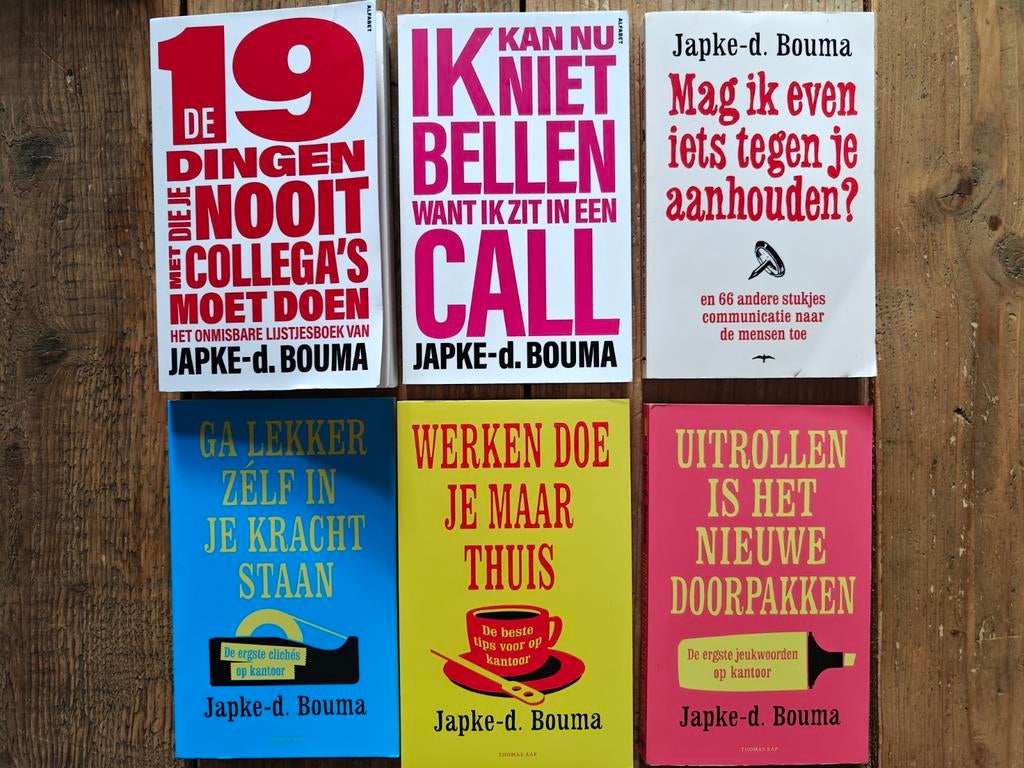 ALFABET
19
DE
DINGEN
DIE JE
NOOIT
MET
COLLEGA'S
MOET DOEN
HET ONMISBARE LIJSTJESBOEK VAN
JAPKE-d. BOUMA
ALFABET
IK KAN NU
NIET
BELLEN
WANT IK ZIT IN EEN
CALL
JAPKE-d. BOUMA
Japke-d. Bouma
Mag ik even
iets tegen je
aanhouden?
en 66 andere stukjes
communicatie naar
de mensen toe
GA LEKKER
ZÉLF IN
JE KRACHT
STAAN
De ergste clichés
op kantoor
Japke-d. Bouma
THOMAS RAP
WERKEN DOE
JE MAAR
THUIS
De beste
tips voor op
kantoor
Japke-d. Bouma
THOMAS RAP
UITROLLEN
IS HET
NIEUWE
DOORPAKKEN
De ergste jeukwoorden
op kantoor
Japke-d. Bouma
THOMAS RAP